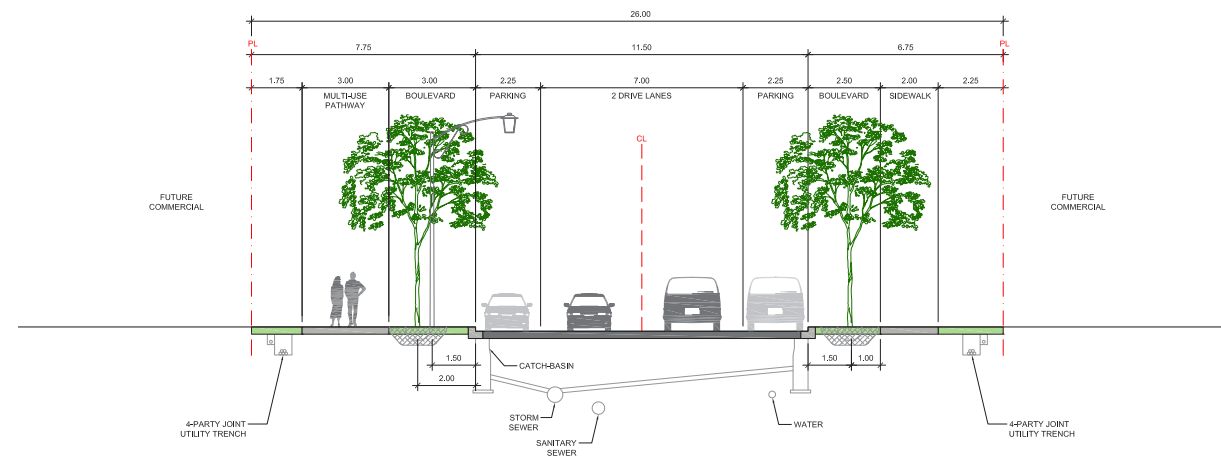 26.00
PL
PL
7.75
11.50
6.75
1.75
3.00
3.00
2.25
7.00
2.25
2.50
2.00
2.25
MULTI-USE
PATHWAY
BOULEVARD
PARKING
2 DRIVE LANES
PARKING
BOULEVARD
SIDEWALK
CL
FUTURE
COMMERCIAL
FUTURE
COMMERCIAL
1.50
CATCH-BASIN
2.00
1.50
1.00
4-PARTY JOINT
UTILITY TRENCH
STORM
SEWER
SANITARY
SEWER
WATER
4-PARTY JOINT
UTILITY TRENCH